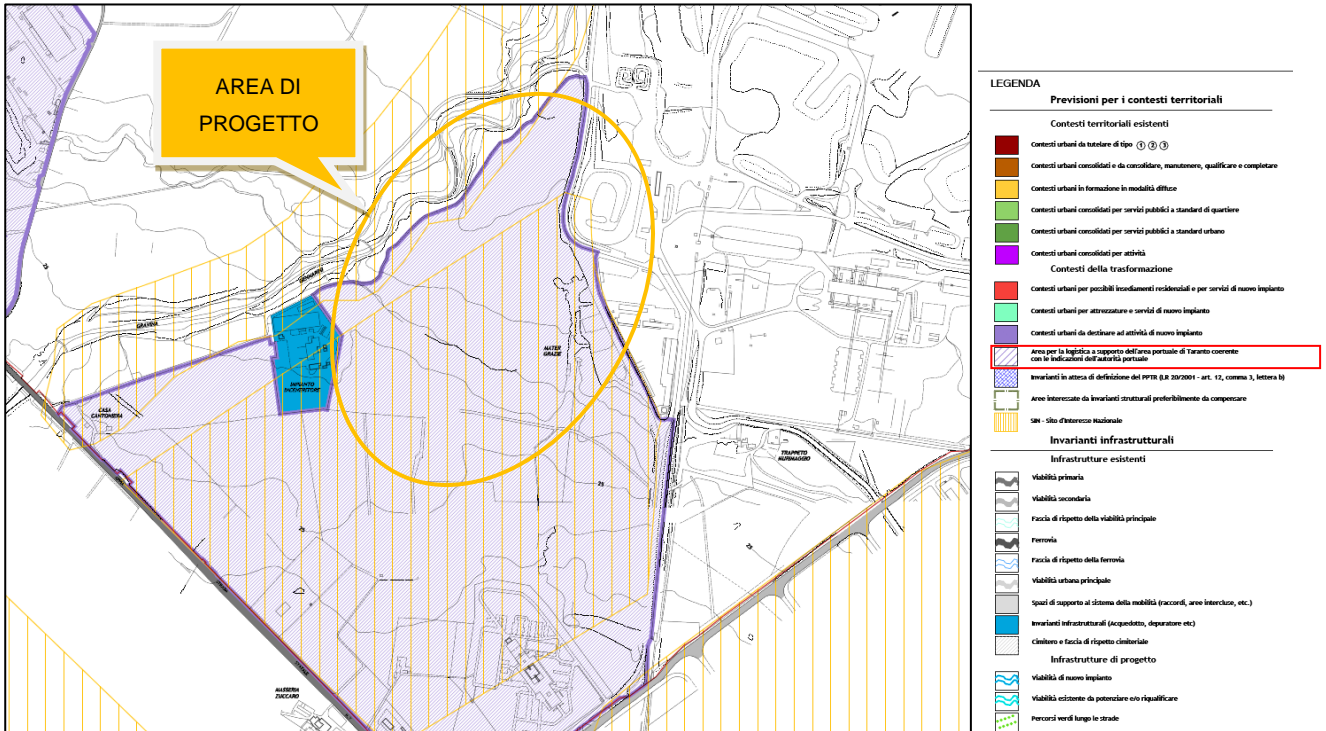 AREA DI
PROGETTO
GENNARINI
GRAVINA
IMPIANTO
INCENERITORE
CASA
CANTONIERA
MATER
GRAZIE
TRAPPETO
NURMAGGIO
MASSERIA
ZUCCARO
25
25
25
25
LEGENDA
Previsioni per i contesti territoriali
Contesti territoriali esistenti
Contesti urbani da tutelare di tipo 1 2 3
Contesti urbani consolidati e da consolidare, manutenere, qualificare e completare
Contesti urbani in formazione in modalità diffuse
Contesti urbani consolidati per servizi pubblici a standard di quartiere
Contesti urbani consolidati per servizi pubblici a standard urbano
Contesti urbani consolidati per attività
Contesti della trasformazione
Contesti urbani per possibili insediamenti residenziali e per servizi di nuovo impianto
Contesti urbani per attrezzature e servizi di nuovo impianto
Contesti urbani da destinare ad attività di nuovo impianto
Area per la logistica a supporto dell'area portuale di Taranto coerente
con le indicazioni dell'autorità portuale
Invarianti in attesa di definizione del PPTR (LR 20/2001 - art. 12, comma 3, lettera b)
Aree interessate da invarianti strutturali preferibilmente da compensare
SIN - Sito d'Interesse Nazionale
Invarianti infrastrutturali
Infrastrutture esistenti
Viabilità primaria
Viabilità secondaria
Fascia di rispetto della viabilità principale
Ferrovia
Fascia di rispetto della ferrovia
Viabilità urbana principale
Spazi di supporto al sistema della mobilità (raccordi, aree intercluse, etc.)
Invarianti infrastrutturali (Acquedotto, depuratore etc)
Cimitero e fascia di rispetto cimiteriale
Infrastrutture di progetto
Viabilità di nuovo impianto
Viabilità esistente da potenziare e/o riqualificare
Percorsi verdi lungo le strade